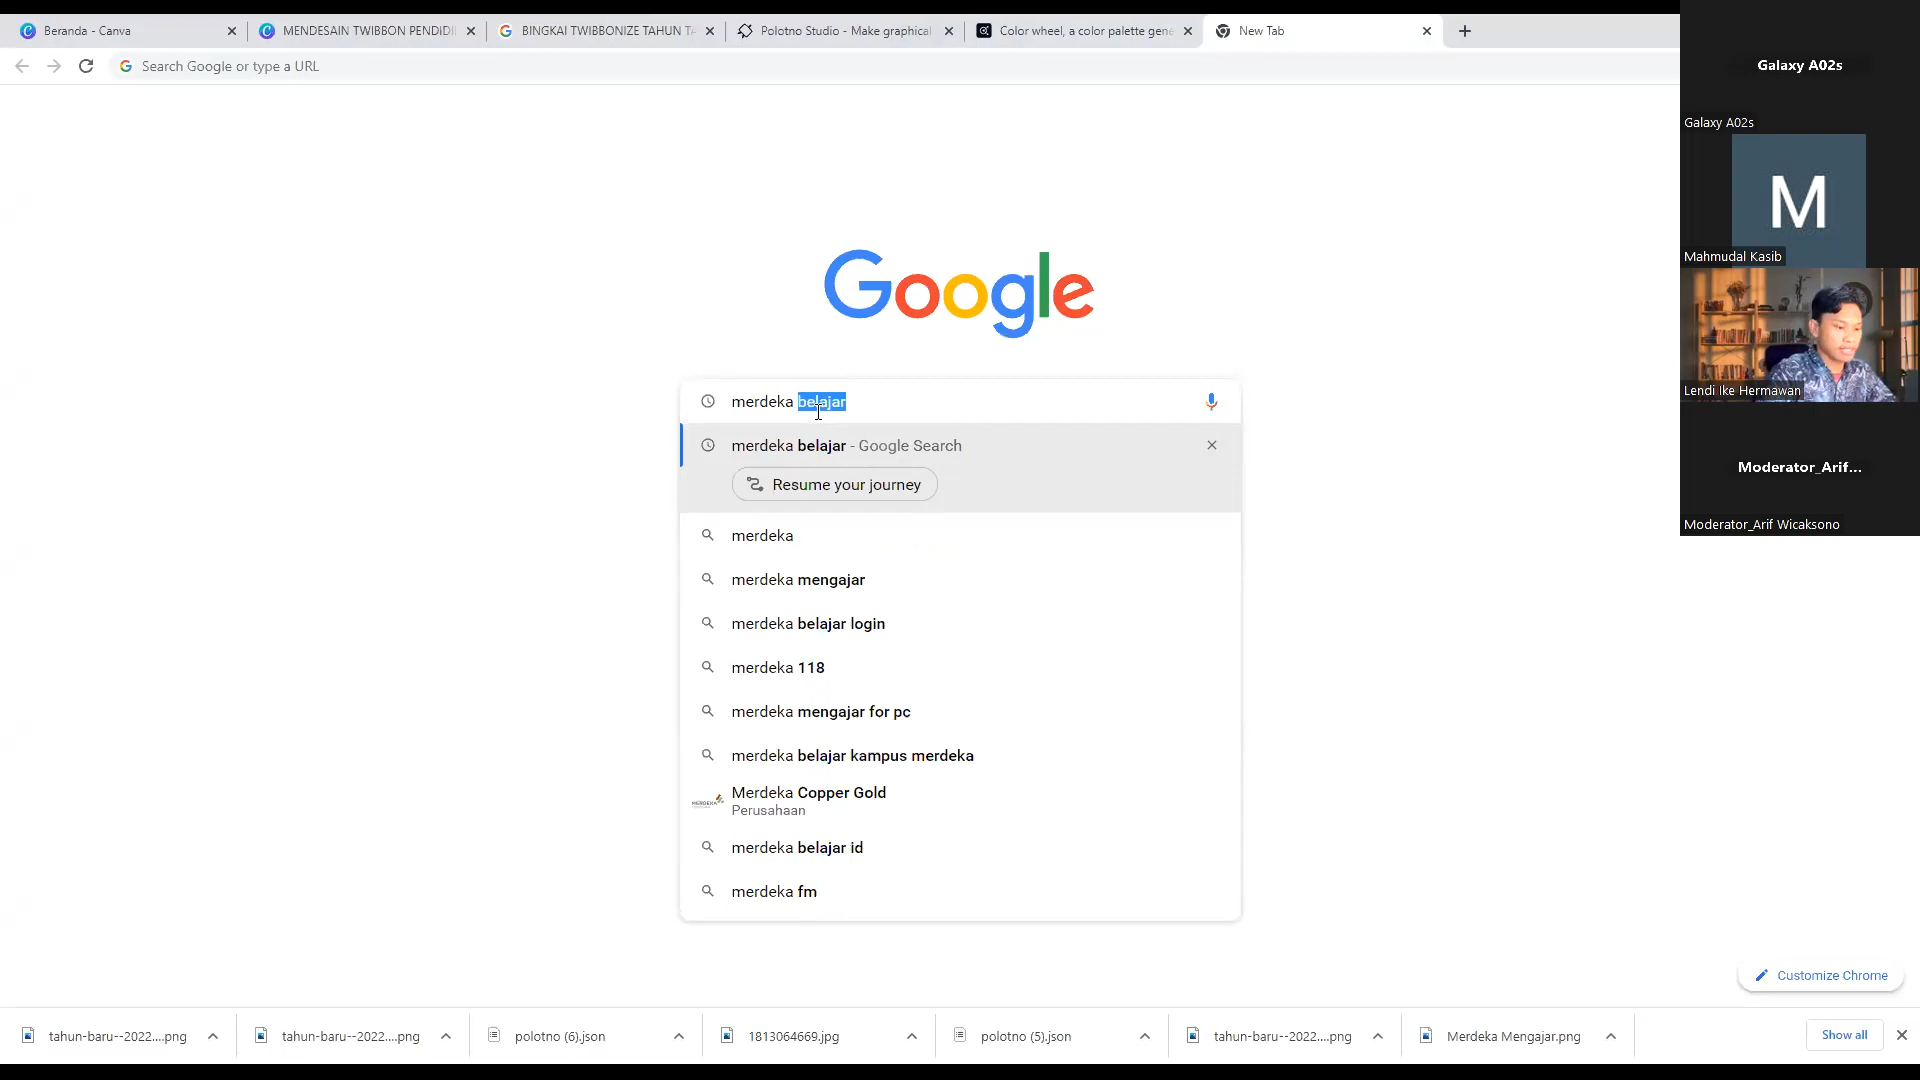 Beranda - Canva
MENDESAIN TWIBBON PENDIDI
BINGKAI TWIBBONIZE TAHUN TA
Polotno Studio - Make graphical
Color wheel, a color palette gene
New Tab
Search Google or type a URL
Google
merdeka belajar
merdeka belajar - Google Search
Resume your journey
merdeka
merdeka mengajar
merdeka belajar login
merdeka 118
merdeka mengajar for pc
merdeka belajar kampus merdeka
MERDEKA
Merdeka Copper Gold
Perusahaan
merdeka belajar id
merdeka fm
Customize Chrome
tahun-baru--2022....png
tahun-baru--2022....png
polotno (6).json
1813064669.jpg
polotno (5).json
tahun-baru--2022....png
Merdeka Mengajar.png
Show all
Galaxy A02s
Galaxy A02s
M
Mahmudal Kasib
Lendi Ike Hermawan
Moderator_Arif...
Moderator_Arif Wicaksono